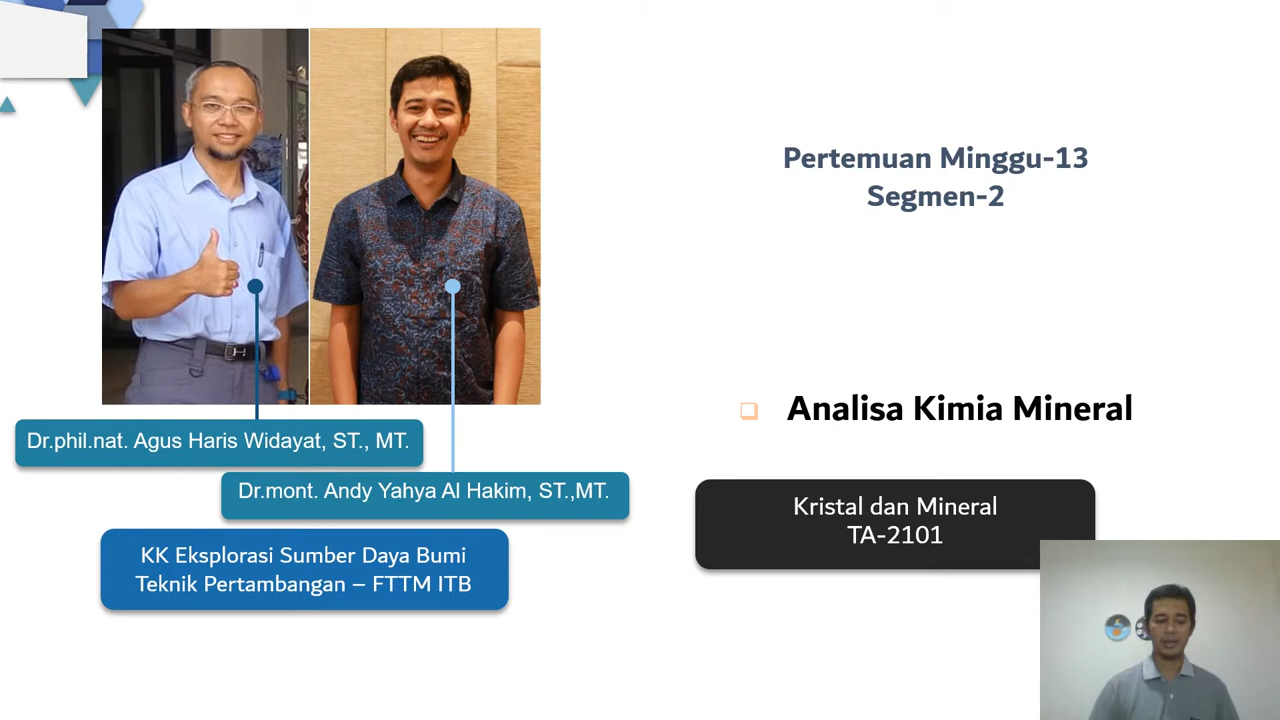 Pertemuan Minggu-13
Segmen-2
Analisa Kimia Mineral
Dr.phil.nat. Agus Haris Widayat, ST., MT.
Dr.mont. Andy Yahya Al Hakim, ST.,MT.
KK Eksplorasi Sumber Daya Bumi
Teknik Pertambangan – FTTM ITB
Kristal dan Mineral
TA-2101